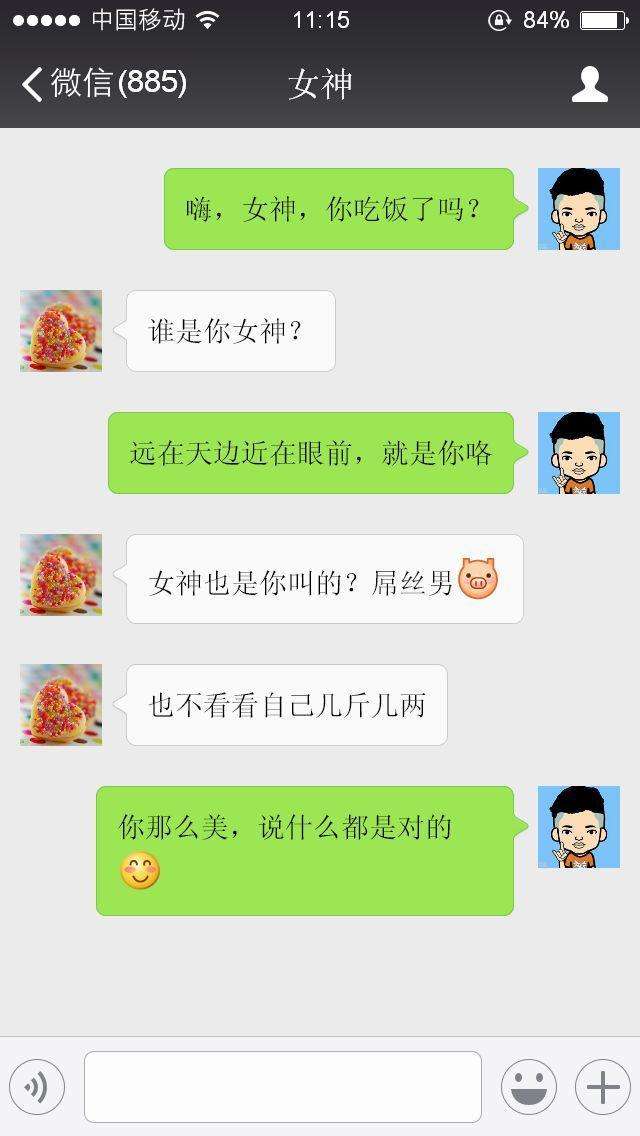 中国移动 11:15 84%
微信(885) 女神
嗨，女神，你吃饭了吗？
谁是你女神？
远在天边近在眼前，就是你咯
女神也是你叫的？屌丝男
也不看看自己几斤几两
你那么美，说什么都是对的